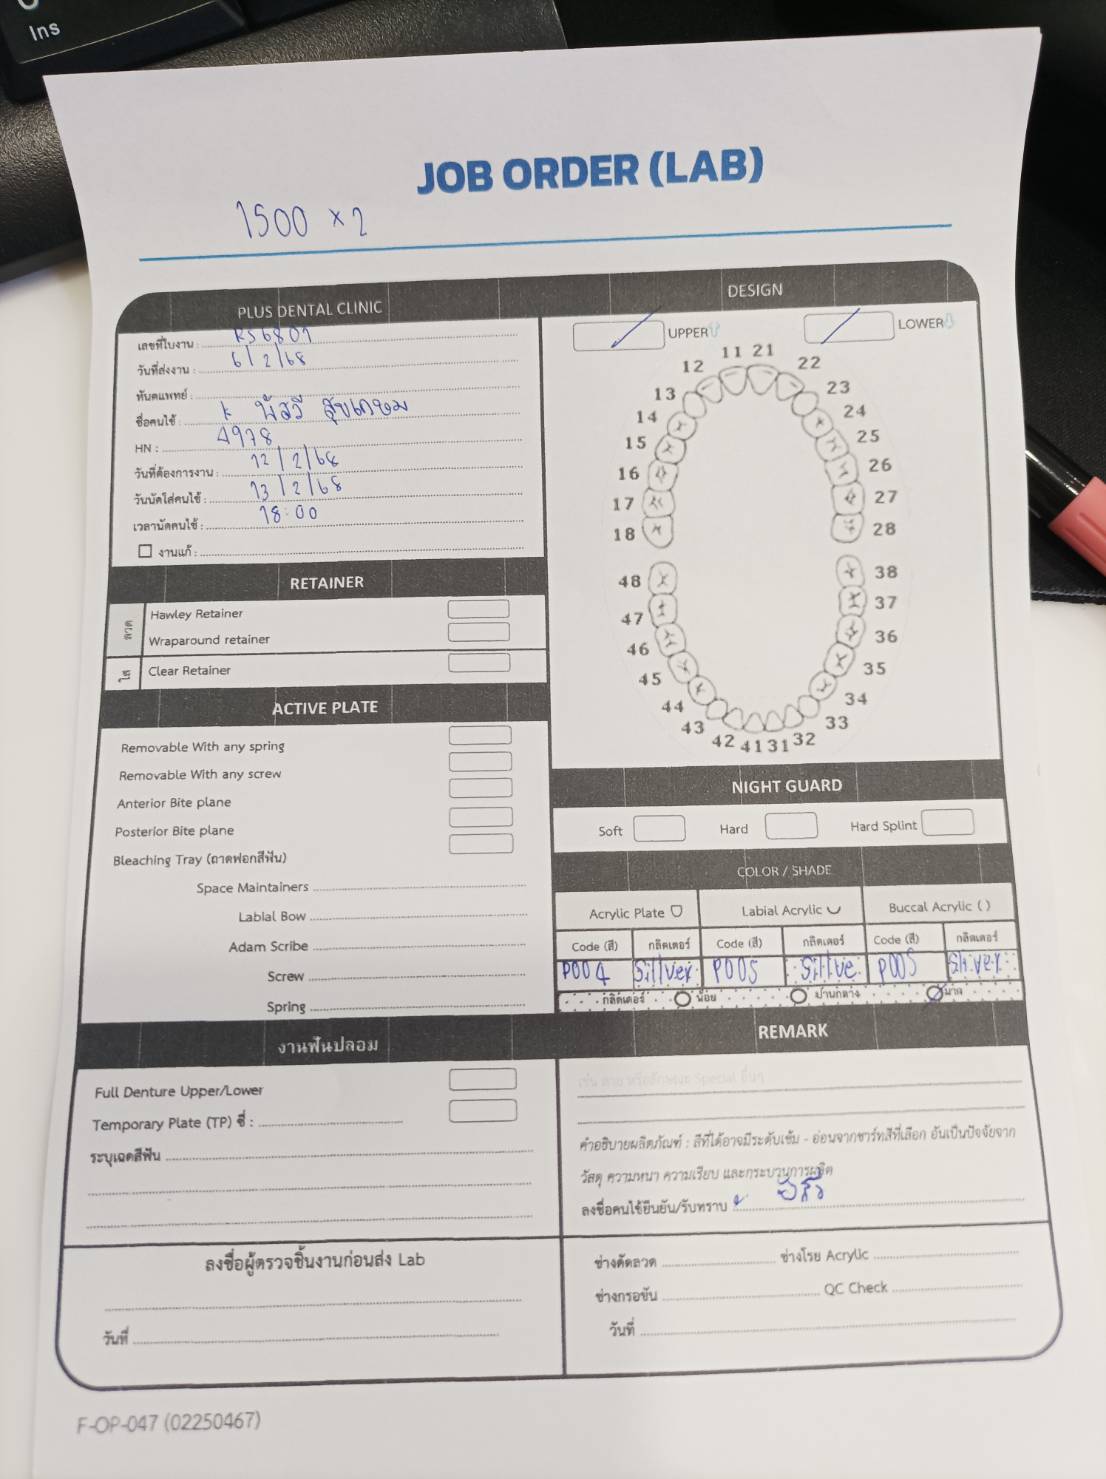 Ins
JOB ORDER (LAB)
1500 x 2
PLUS DENTAL CLINIC
เลขที่ใบงาน : RS6801
วันที่ส่งงาน : 6/2/68
ทันตแพทย์ :
ชื่อคนไข้ : k นัสวี สุขเกษม
HN : 4978
วันที่ต้องการงาน : 12/2/68
วันนัดใส่คนไข้ : 13/2/68
เวลานัดคนไข้ : 18:00
งานแก้ :
RETAINER
ลวด
Hawley Retainer
Wraparound retainer
ใส
Clear Retainer
ACTIVE PLATE
Removable With any spring
Removable With any screw
Anterior Bite plane
Posterior Bite plane
Bleaching Tray (ถาดฟอกสีฟัน)
Space Maintainers
Labial Bow
Adam Scribe
Screw
Spring
งานฟันปลอม
Full Denture Upper/Lower
Temporary Plate (TP) ซี่ :
ระบุเฉดสีฟัน
ลงชื่อผู้ตรวจชิ้นงานก่อนส่ง Lab
วันที่
DESIGN
UPPER LOWER
11 21
12 22
13 23
14 24
15 25
16 26
17 27
18 28
48 38
47 37
46 36
45 35
44 34
43 33
42 41 31 32
NIGHT GUARD
Soft Hard Hard Splint
COLOR / SHADE
Acrylic Plate Labial Acrylic Buccal Acrylic ( )
Code (สี) กลิตเตอร์ Code (สี) กลิตเตอร์ Code (สี) กลิตเตอร์
P004 Sillver P005 Sillve P005 Silver
กลิตเตอร์ น้อย ปานกลาง มาก
REMARK
คำอธิบายผลิตภัณฑ์ : สีที่ได้อาจมีระดับเข้ม - อ่อนจากชาร์ทสีที่เลือก อันเป็นปัจจัยจาก
วัสดุ ความหนา ความเรียบ และกระบวนการผลิต
ลงชื่อคนไข้ยืนยัน/รับทราบ
ช่างดัดลวด ช่างโรย Acrylic
ช่างกรอขัน QC Check
วันที่
F-OP-047 (02250467)